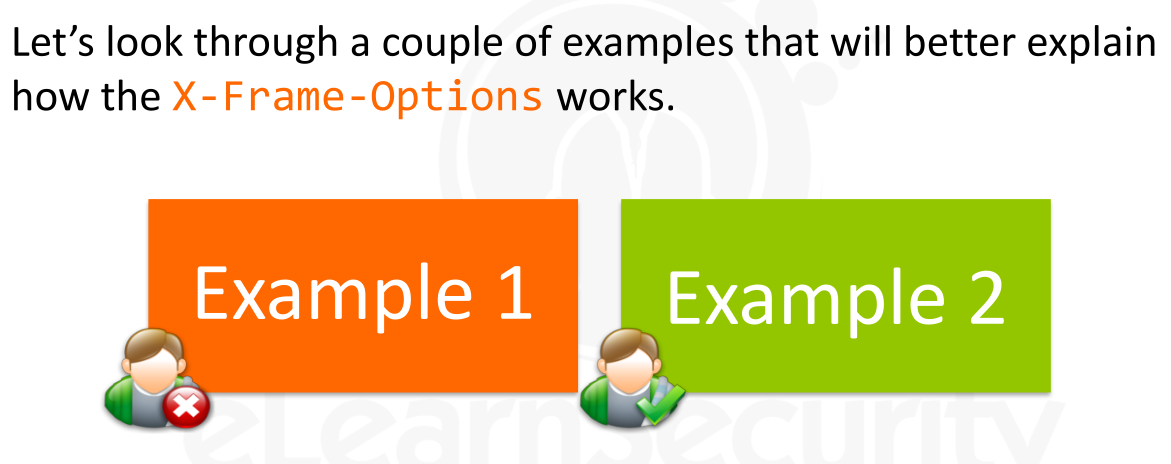 Let’s look through a couple of examples that will better explain
how the X-Frame-Options works.
Example 1
Example 2
eLearnSecurity